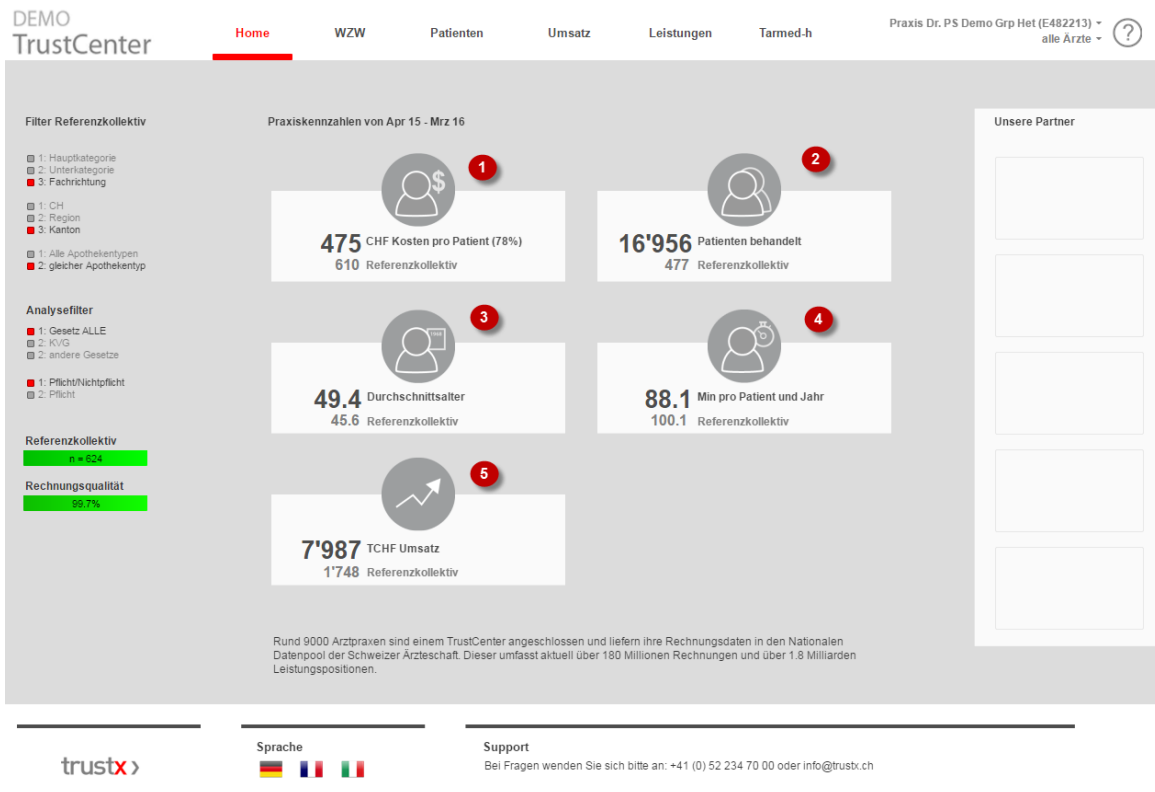 DEMO
TrustCenter
Home
WZW
Patienten
Umsatz
Leistungen
Tarmed-h
Praxis Dr. PS Demo Grp Het (E482213)
alle Ärzte
?
Filter Referenzkollektiv
1: Hauptkategorie
2: Unterkategorie
3: Fachrichtung
1: CH
2: Region
3: Kanton
1: Alle Apothekentypen
2: gleicher Apothekentyp
Analysefilter
1: Gesetz ALLE
2: KVG
2: andere Gesetze
1: Pflicht/Nichtpflicht
2: Pflicht
Referenzkollektiv
n = 624
Rechnungsqualität
99.7%
Praxiskennzahlen von Apr 15 - Mrz 16
1
$
475 CHF Kosten pro Patient (78%)
610 Referenzkollektiv
2
16'956 Patienten behandelt
477 Referenzkollektiv
3
49.4 Durchschnittsalter
45.6 Referenzkollektiv
4
88.1 Min pro Patient und Jahr
100.1 Referenzkollektiv
5
7'987 TCHF Umsatz
1'748 Referenzkollektiv
Rund 9000 Arztpraxen sind einem TrustCenter angeschlossen und liefern ihre Rechnungsdaten in den Nationalen
Datenpool der Schweizer Ärzteschaft. Dieser umfasst aktuell über 180 Millionen Rechnungen und über 1.8 Milliarden
Leistungspositionen.
Unsere Partner
trustx
Sprache
Support
Bei Fragen wenden Sie sich bitte an: +41 (0) 52 234 70 00 oder info@trustx.ch